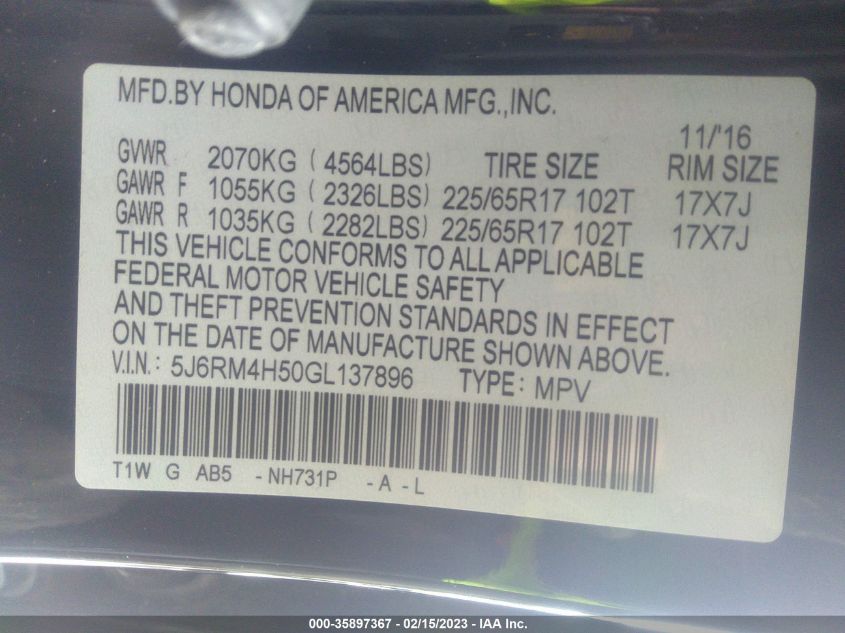 MFD.BY HONDA OF AMERICA MFG.,INC.
11/'16
GVWR 2070KG ( 4564LBS) TIRE SIZE RIM SIZE
GAWR F 1055KG ( 2326LBS) 225/65R17 102T 17X7J
GAWR R 1035KG ( 2282LBS) 225/65R17 102T 17X7J
THIS VEHICLE CONFORMS TO ALL APPLICABLE
FEDERAL MOTOR VEHICLE SAFETY
AND THEFT PREVENTION STANDARDS IN EFFECT
ON THE DATE OF MANUFACTURE SHOWN ABOVE.
V.I.N: 5J6RM4H50GL137896 TYPE: MPV
T1W G AB5 - NH731P - A - L
000-35897367 - 02/15/2023 - IAA Inc.